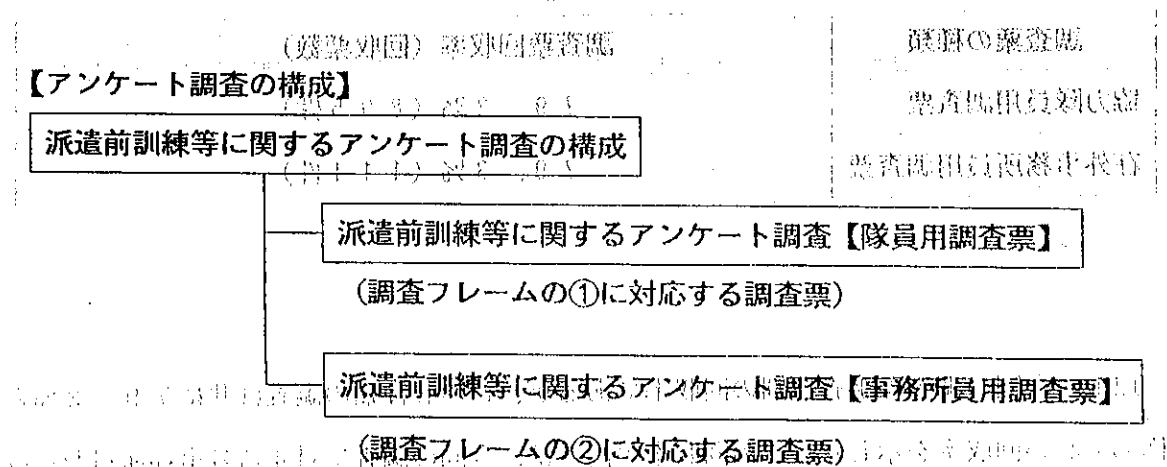 【アンケート調査の構成】
派遣前訓練等に関するアンケート調査の構成
派遣前訓練等に関するアンケート調査【隊員用調査票】
（調査フレームの①に対応する調査票）
派遣前訓練等に関するアンケート調査【事務所員用調査票】
（調査フレームの②に対応する調査票）